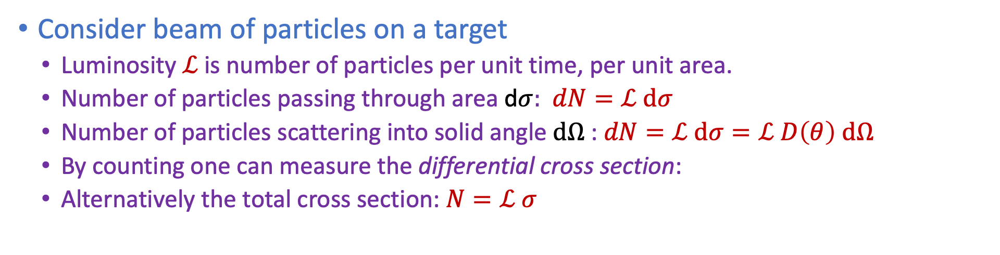 • Consider beam of particles on a target
• Luminosity ℒ is number of particles per unit time, per unit area.
• Number of particles passing through area dσ: dN = ℒ dσ
• Number of particles scattering into solid angle dΩ : dN = ℒ dσ = ℒ D(θ) dΩ
• By counting one can measure the differential cross section:
• Alternatively the total cross section: N = ℒ σ